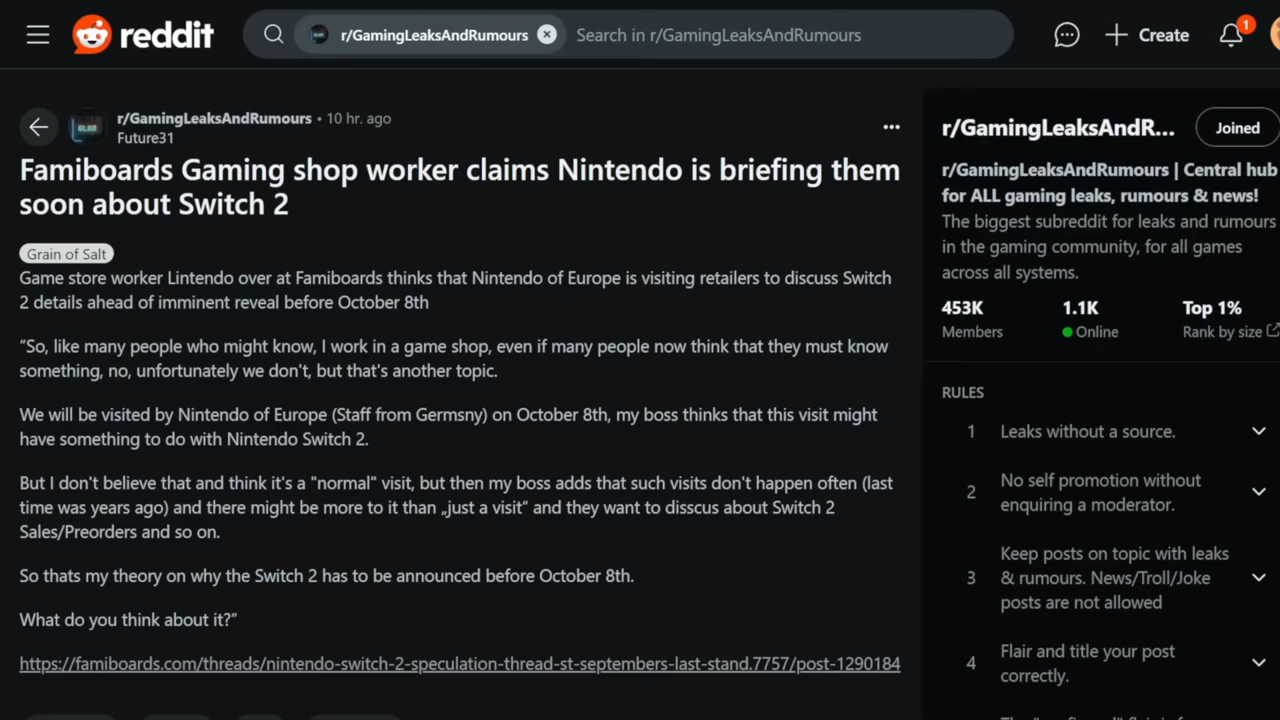 reddit
r/GamingLeaksAndRumours
Search in r/GamingLeaksAndRumours
Create
1
r/GamingLeaksAndRumours • 10 hr. ago
Future31
Famiboards Gaming shop worker claims Nintendo is briefing them
soon about Switch 2
Grain of Salt
Game store worker Lintendo over at Famiboards thinks that Nintendo of Europe is visiting retailers to discuss Switch
2 details ahead of imminent reveal before October 8th
“So, like many people who might know, I work in a game shop, even if many people now think that they must know
something, no, unfortunately we don't, but that's another topic.
We will be visited by Nintendo of Europe (Staff from Germsny) on October 8th, my boss thinks that this visit might
have something to do with Nintendo Switch 2.
But I don't believe that and think it's a "normal" visit, but then my boss adds that such visits don't happen often (last
time was years ago) and there might be more to it than „just a visit“ and they want to disscus about Switch 2
Sales/Preorders and so on.
So thats my theory on why the Switch 2 has to be announced before October 8th.
What do you think about it?”
https://famiboards.com/threads/nintendo-switch-2-speculation-thread-st-septembers-last-stand.7757/post-1290184
r/GamingLeaksAndR...
Joined
r/GamingLeaksAndRumours | Central hub
for ALL gaming leaks, rumours & news!
The biggest subreddit for leaks and rumours
in the gaming community, for all games
across all systems.
453K 1.1K Top 1%
Members Online Rank by size
RULES
1 Leaks without a source.
2 No self promotion without
enquiring a moderator.
3 Keep posts on topic with leaks
& rumours. News/Troll/Joke
posts are not allowed
4 Flair and title your post
correctly.